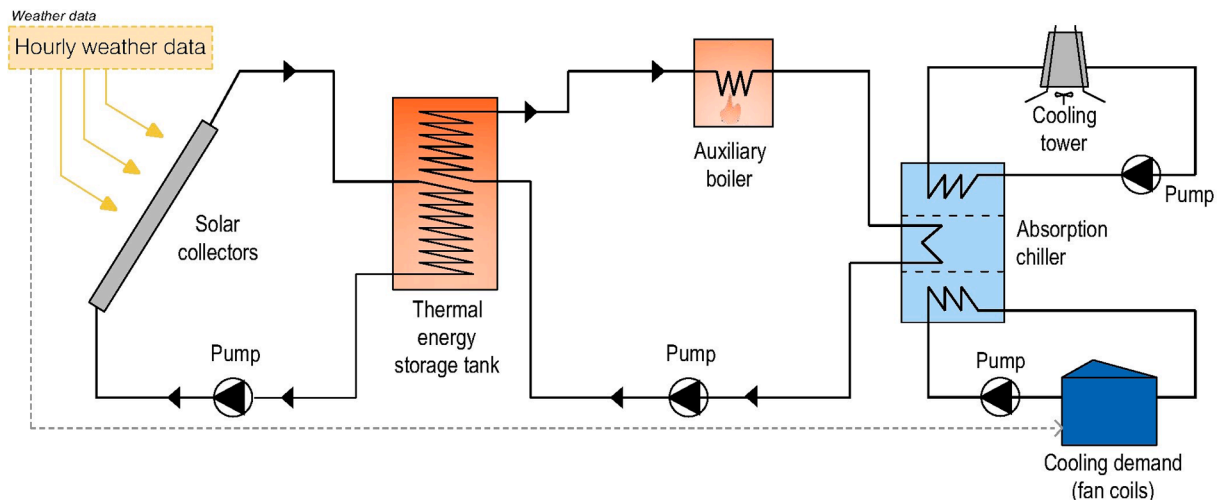 Weather data
Hourly weather data
Solar
collectors
Pump
Thermal
energy
storage tank
Auxiliary
boiler
Pump
Cooling
tower
Pump
Absorption
chiller
Pump
Cooling demand
(fan coils)